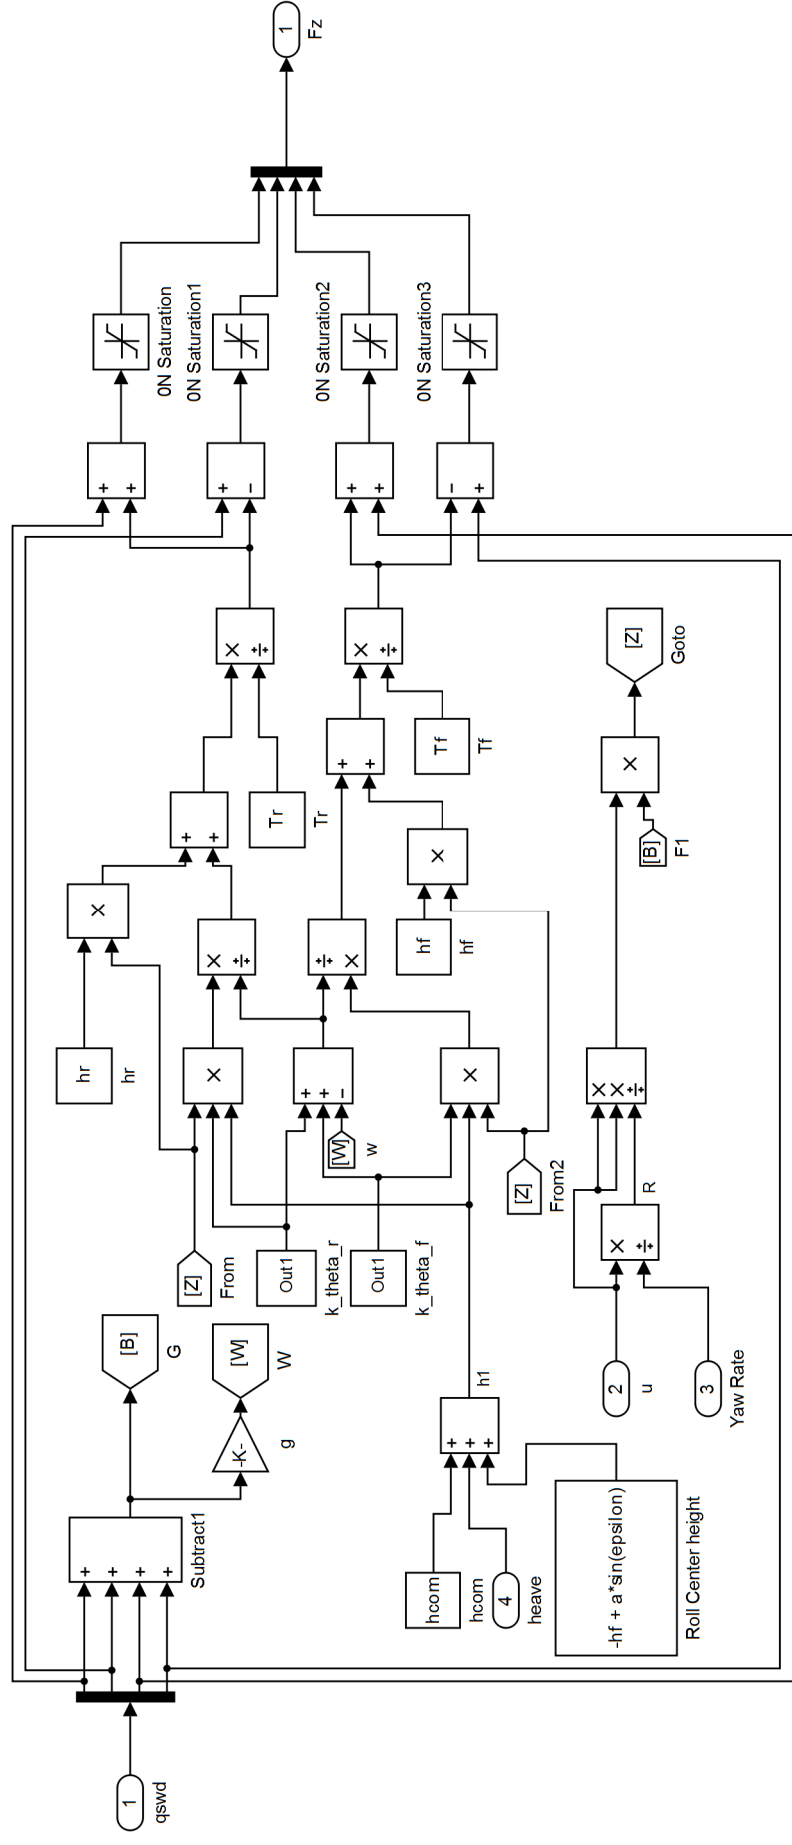 1
qswd
Subtract1
+
+
+
+
[B]
G
-K-
g
[W]
W
hcom
hcom
4
heave
-hf + a*sin(epsilon)
Roll Center height
+
+
+
h1
2
u
3
Yaw Rate
×
÷
R
×
×
÷
[B]
F1
×
[Z]
Goto
[Z]
From
Out1
k_theta_r
Out1
k_theta_f
[Z]
From2
hr
hr
×
×
+
+
−
[W]
w
×
×
÷
÷
×
hf
hf
×
+
+
Tr
Tr
+
+
Tf
Tf
×
÷
×
÷
+
+
+
−
+
+
−
+
0N Saturation
0N Saturation1
0N Saturation2
0N Saturation3
1
Fz